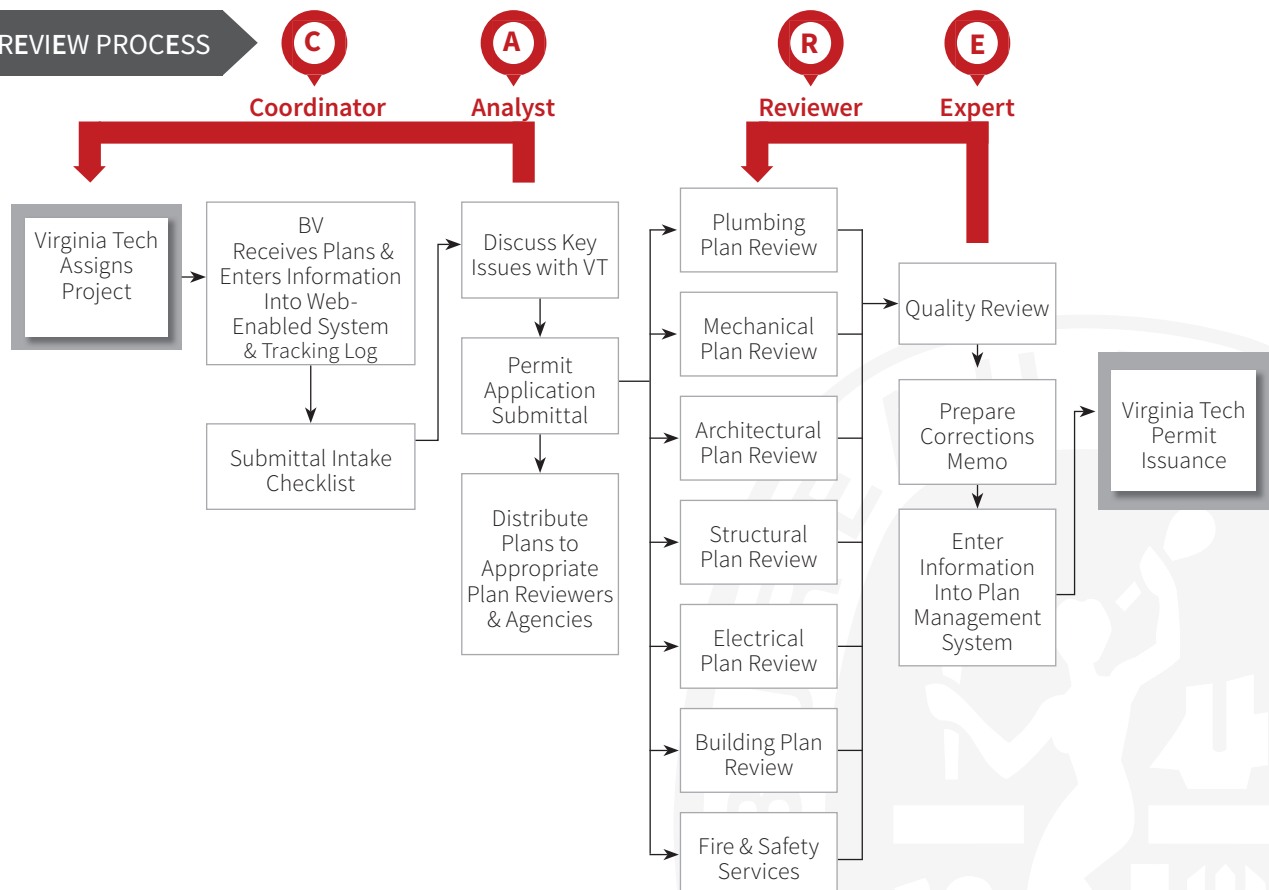 REVIEW PROCESS
C
A
R
E
Coordinator
Analyst
Reviewer
Expert
Virginia Tech
Assigns
Project
BV
Receives Plans &
Enters Information
Into Web-
Enabled System
& Tracking Log
Submittal Intake
Checklist
Discuss Key
Issues with VT
Permit
Application
Submittal
Distribute
Plans to
Appropriate
Plan Reviewers
& Agencies
Plumbing
Plan Review
Mechanical
Plan Review
Architectural
Plan Review
Structural
Plan Review
Electrical
Plan Review
Building Plan
Review
Fire & Safety
Services
Quality Review
Prepare
Corrections
Memo
Enter
Information
Into Plan
Management
System
Virginia Tech
Permit
Issuance